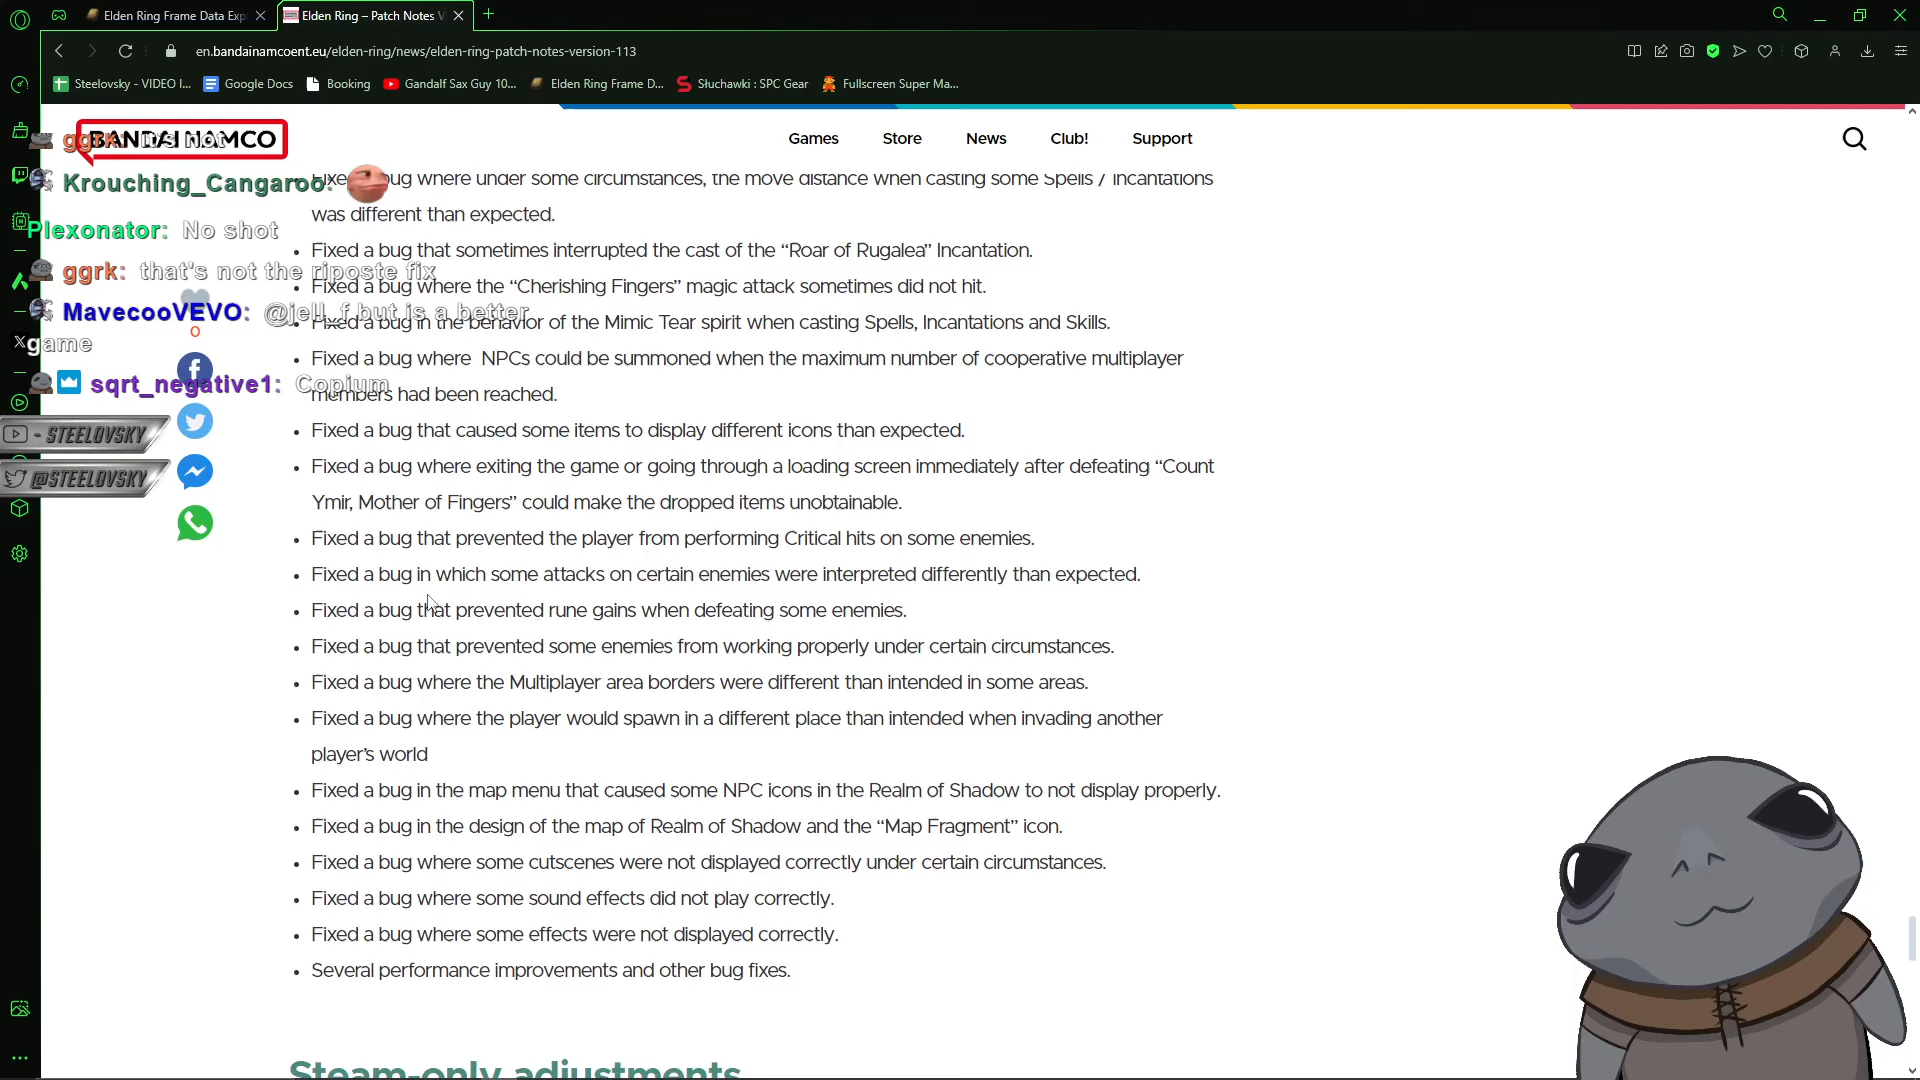 Elden Ring Frame Data Exp
Elden Ring – Patch Notes V
en.bandainamcoent.eu/elden-ring/news/elden-ring-patch-notes-version-113
Steelovsky - VIDEO I...
Google Docs
Booking
Gandalf Sax Guy 10...
Elden Ring Frame D...
Słuchawki : SPC Gear
Fullscreen Super Ma...
BANDAI NAMCO
Games
Store
News
Club!
Support
ggrk: it's not
Krouching_Cangaroo:
Plexonator: No shot
ggrk: that's not the riposte fix
MavecooVEVO: @jell_f but is a better
game
sqrt_negative1: Copium
- STEELOVSKY
@STEELOVSKY
0
Fixed a bug where under some circumstances, the move distance when casting some Spells / Incantations
was different than expected.
• Fixed a bug that sometimes interrupted the cast of the “Roar of Rugalea” Incantation.
• Fixed a bug where the “Cherishing Fingers” magic attack sometimes did not hit.
• Fixed a bug in the behavior of the Mimic Tear spirit when casting Spells, Incantations and Skills.
• Fixed a bug where NPCs could be summoned when the maximum number of cooperative multiplayer
members had been reached.
• Fixed a bug that caused some items to display different icons than expected.
• Fixed a bug where exiting the game or going through a loading screen immediately after defeating “Count
Ymir, Mother of Fingers” could make the dropped items unobtainable.
• Fixed a bug that prevented the player from performing Critical hits on some enemies.
• Fixed a bug in which some attacks on certain enemies were interpreted differently than expected.
• Fixed a bug that prevented rune gains when defeating some enemies.
• Fixed a bug that prevented some enemies from working properly under certain circumstances.
• Fixed a bug where the Multiplayer area borders were different than intended in some areas.
• Fixed a bug where the player would spawn in a different place than intended when invading another
player’s world
• Fixed a bug in the map menu that caused some NPC icons in the Realm of Shadow to not display properly.
• Fixed a bug in the design of the map of Realm of Shadow and the “Map Fragment” icon.
• Fixed a bug where some cutscenes were not displayed correctly under certain circumstances.
• Fixed a bug where some sound effects did not play correctly.
• Fixed a bug where some effects were not displayed correctly.
• Several performance improvements and other bug fixes.
Steam-only adjustments